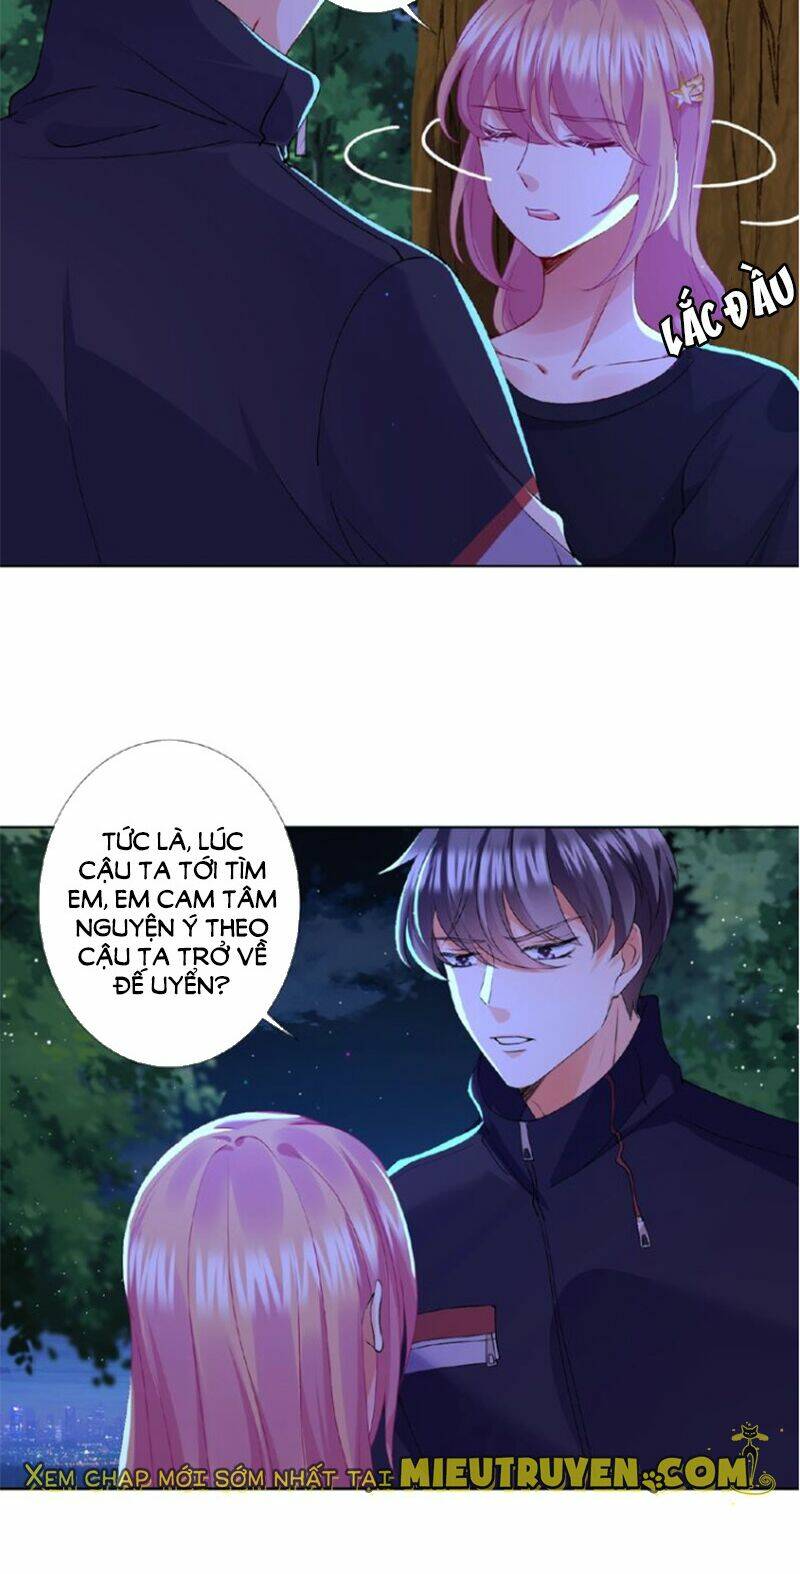 LẮC ĐẦU
TỨC LÀ, LÚC
CẬU TA TỚI TÌM
EM, EM CAM TÂM
NGUYỆN Ý THEO
CẬU TA TRỞ VỀ
ĐẾ UYỂN?
XEM CHAP MỚI SỚM NHẤT TẠI MIEUTRUYEN.COM